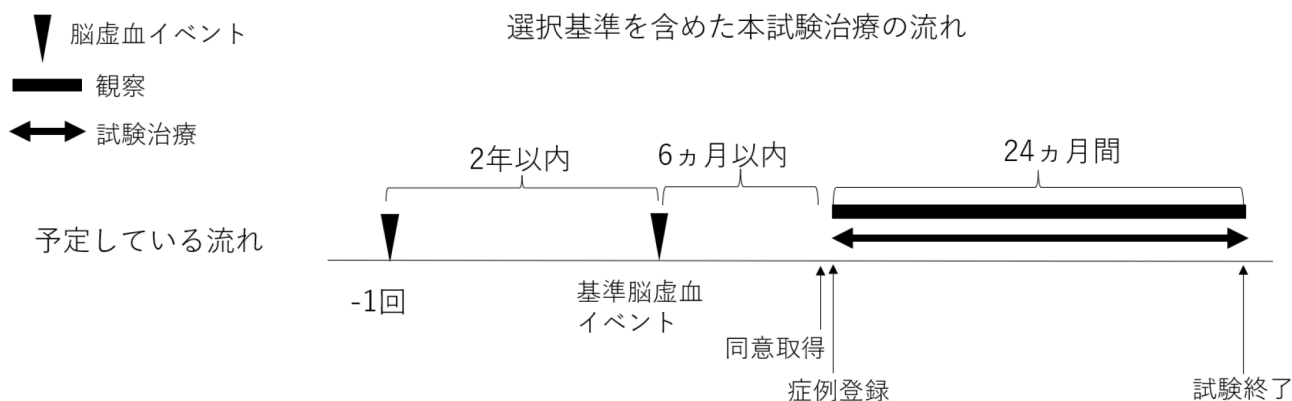 選択基準を含めた本試験治療の流れ
脳虚血イベント
観察
試験治療
2年以内
6ヵ月以内
24ヵ月間
予定している流れ
-1回
基準脳虚血
イベント
同意取得
症例登録
試験終了